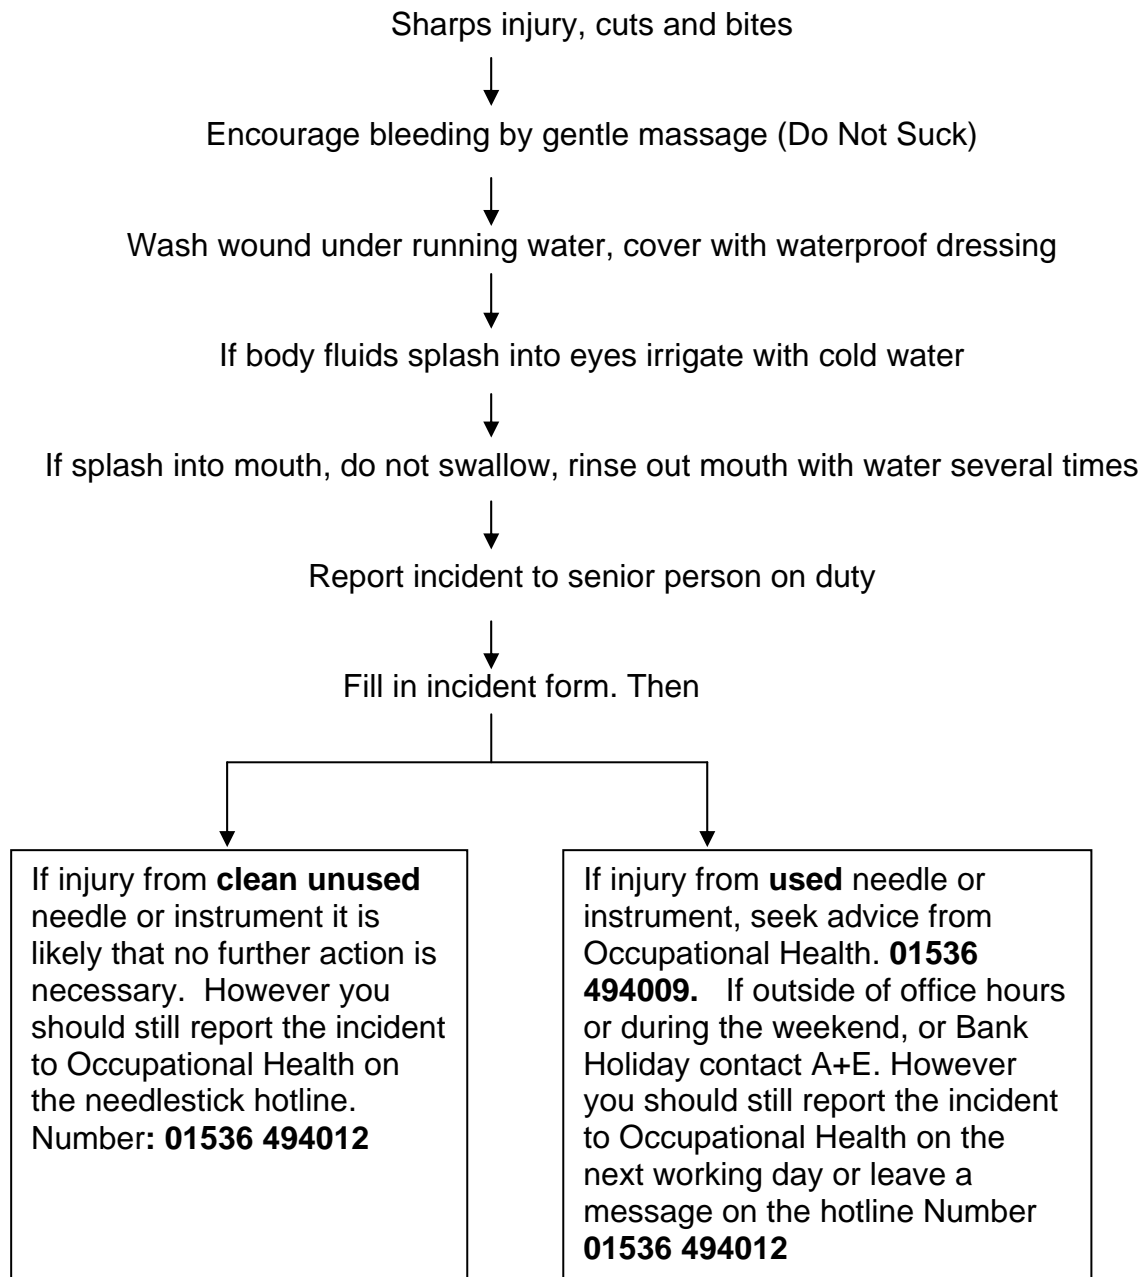 Sharps injury, cuts and bites
Encourage bleeding by gentle massage (Do Not Suck)
Wash wound under running water, cover with waterproof dressing
If body fluids splash into eyes irrigate with cold water
If splash into mouth, do not swallow, rinse out mouth with water several times
Report incident to senior person on duty
Fill in incident form. Then
If injury from clean unused
needle or instrument it is
likely that no further action is
necessary. However you
should still report the incident
to Occupational Health on
the needlestick hotline.
Number: 01536 494012
If injury from used needle or
instrument, seek advice from
Occupational Health. 01536
494009. If outside of office hours
or during the weekend, or Bank
Holiday contact A+E. However
you should still report the incident
to Occupational Health on the
next working day or leave a
message on the hotline Number
01536 494012